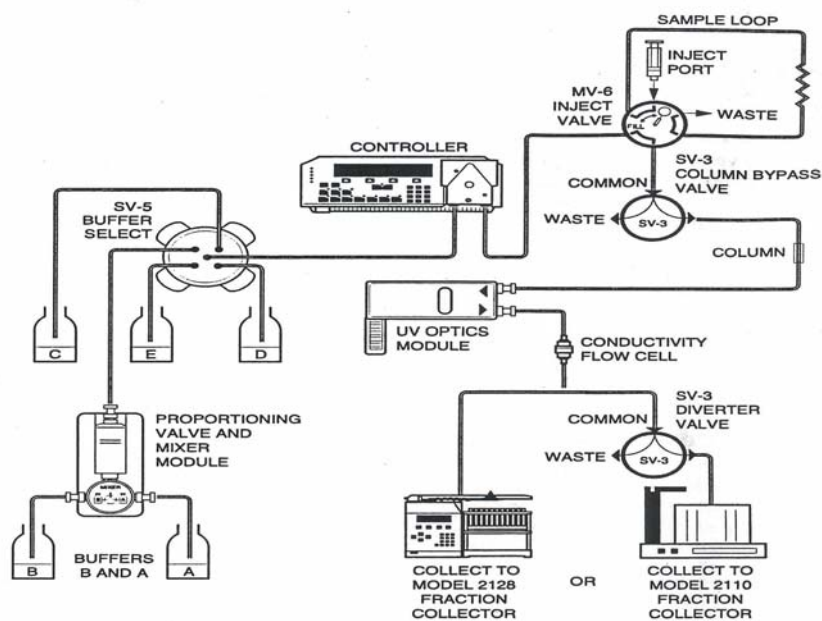 SAMPLE LOOP
INJECT
PORT
MV-6
INJECT
VALVE
FILL
WASTE
CONTROLLER
SV-3
COLUMN BYPASS
VALVE
COMMON
SV-5
BUFFER
SELECT
WASTE
SV-3
COLUMN
C
E
D
UV OPTICS
MODULE
CONDUCTIVITY
FLOW CELL
PROPORTIONING
VALVE AND
MIXER
MODULE
SV-3
DIVERTER
VALVE
COMMON
WASTE
SV-3
MIXER
B
BUFFERS
B AND A
A
COLLECT TO
MODEL 2128
FRACTION
COLLECTOR
OR
COLLECT TO
MODEL 2110
FRACTION
COLLECTOR